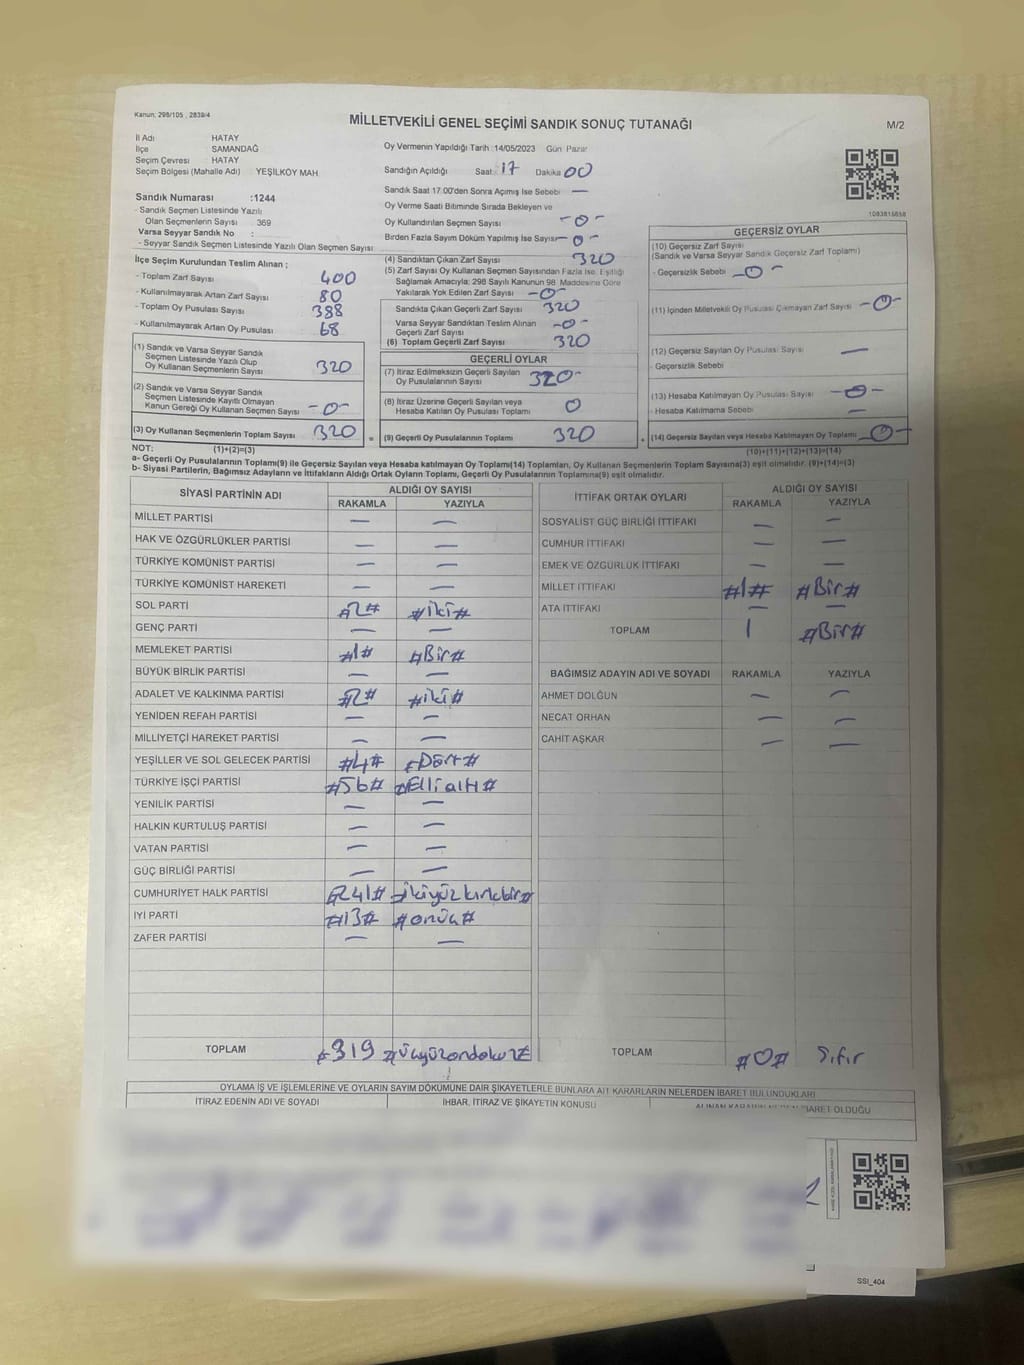 Kanun; 298/105 , 2839/4
MİLLETVEKİLİ GENEL SEÇİMİ SANDIK SONUÇ TUTANAĞI
M/2
İl Adı HATAY
İlçe SAMANDAĞ
Seçim Çevresi HATAY
Seçim Bölgesi (Mahalle Adı) YEŞİLKÖY MAH.
Sandık Numarası :1244
- Sandık Seçmen Listesinde Yazılı
Olan Seçmenlerin Sayısı 369
Varsa Seyyar Sandık No :
- Seyyar Sandık Seçmen Listesinde Yazılı Olan Seçmen Sayısı
Oy Vermenin Yapıldığı Tarih :14/05/2023 Gün Pazar
Sandığın Açıldığı Saat: 17 Dakika 00
Sandık Saat 17.00'den Sonra Açımış İse Sebebi —
Oy Verme Saati Bitiminde Sırada Bekleyen ve
Oy Kullandırılan Seçmen Sayısı -0-
Birden Fazla Sayım Döküm Yapılmış İse Sayısı -0-
1083816658
İlçe Seçim Kurulundan Teslim Alınan ;
- Toplam Zarf Sayısı 400
- Kullanılmayarak Artan Zarf Sayısı 80
- Toplam Oy Pusulası Sayısı 388
- Kullanılmayarak Artan Oy Pusulası 68
(1) Sandık ve Varsa Seyyar Sandık
Seçmen Listesinde Yazılı Olup
Oy Kullanan Seçmenlerin Sayısı 320
(2) Sandık ve Varsa Seyyar Sandık
Seçmen Listesinde Kayıtlı Olmayan
Kanun Gereği Oy Kullanan Seçmen Sayısı -0-
(3) Oy Kullanan Seçmenlerin Toplam Sayısı 320 =
(4) Sandıktan Çıkan Zarf Sayısı 320
(5) Zarf Sayısı Oy Kullanan Seçmen Sayısından Fazla İse, Eşitliği
Sağlamak Amacıyla; 298 Sayılı Kanunun 98. Maddesine Göre
Yakılarak Yok Edilen Zarf Sayısı -0-
Sandıkta Çıkan Geçerli Zarf Sayısı 320
Varsa Seyyar Sandıktan Teslim Alınan
Geçerli Zarf Sayısı -0-
(6) Toplam Geçerli Zarf Sayısı 320
GEÇERLİ OYLAR
(7) İtiraz Edilmeksizin Geçerli Sayılan
Oy Pusulalarının Sayısı 320-
(8) İtiraz Üzerine Geçerli Sayılan veya
Hesaba Katılan Oy Pusulası Toplamı 0
(9) Geçerli Oy Pusulalarının Toplamı 320 +
GEÇERSİZ OYLAR
(10) Geçersiz Zarf Sayısı
(Sandık ve Varsa Seyyar Sandık Geçersiz Zarf Toplamı)
- Geçersizlik Sebebi -0-
(11) İçinden Milletvekili Oy Pusulası Çıkmayan Zarf Sayısı -0-
(12) Geçersiz Sayılan Oy Pusulası Sayısı —
- Geçersizlik Sebebi
(13) Hesaba Katılmayan Oy Pusulası Sayısı -0-
- Hesaba Katılmama Sebebi —
(14) Geçersiz Sayılan veya Hesaba Katılmayan Oy Toplamı -0-
NOT: (1)+(2)=(3) (10)+(11)+(12)+(13)=(14)
a- Geçerli Oy Pusulalarının Toplamı(9) ile Geçersiz Sayılan veya Hesaba katılmayan Oy Toplamı(14) Toplamları, Oy Kullanan Seçmenlerin Toplam Sayısına(3) eşit olmalıdır. (9)+(14)=(3)
b- Siyasi Partilerin, Bağımsız Adayların ve İttifakların Aldığı Ortak Oyların Toplamı, Geçerli Oy Pusulalarının Toplamına(9) eşit olmalıdır.
SİYASİ PARTİNİN ADI ALDIĞI OY SAYISI
RAKAMLA YAZIYLA
MİLLET PARTİSİ — —
HAK VE ÖZGÜRLÜKLER PARTİSİ — —
TÜRKİYE KOMÜNİST PARTİSİ — —
TÜRKİYE KOMÜNİST HAREKETİ — —
SOL PARTİ #2# #iki#
GENÇ PARTİ — —
MEMLEKET PARTİSİ #1# #Bir#
BÜYÜK BİRLİK PARTİSİ — —
ADALET VE KALKINMA PARTİSİ #2# #iki#
YENİDEN REFAH PARTİSİ — —
MİLLİYETÇİ HAREKET PARTİSİ — —
YEŞİLLER VE SOL GELECEK PARTİSİ #4# #Dört#
TÜRKİYE İŞÇİ PARTİSİ #56# #Ellialtı#
YENİLİK PARTİSİ — —
HALKIN KURTULUŞ PARTİSİ — —
VATAN PARTİSİ — —
GÜÇ BİRLİĞİ PARTİSİ — —
CUMHURİYET HALK PARTİSİ #241# #ikiyüzkırkbir#
İYİ PARTİ #13# #onüç#
ZAFER PARTİSİ — —
TOPLAM #319 #üçyüzondokuz#
İTTİFAK ORTAK OYLARI ALDIĞI OY SAYISI
RAKAMLA YAZIYLA
SOSYALİST GÜÇ BİRLİĞİ İTTİFAKI — —
CUMHUR İTTİFAKI — —
EMEK VE ÖZGÜRLÜK İTTİFAKI — —
MİLLET İTTİFAKI #1# #Bir#
ATA İTTİFAKI — —
TOPLAM 1 #Bir#
BAĞIMSIZ ADAYIN ADI VE SOYADI RAKAMLA YAZIYLA
AHMET DOLĞUN — —
NECAT ORHAN — —
CAHİT AŞKAR — —
TOPLAM #0# Sıfır
OYLAMA İŞ VE İŞLEMLERİNE VE OYLARIN SAYIM DÖKÜMÜNE DAİR ŞİKAYETLERLE BUNLARA AİT KARARLARIN NELERDEN İBARET BULUNDUKLARI
İTİRAZ EDENİN ADI VE SOYADI İHBAR, İTİRAZ VE ŞİKAYETİN KONUSU
OLDUĞU
SSİ_404